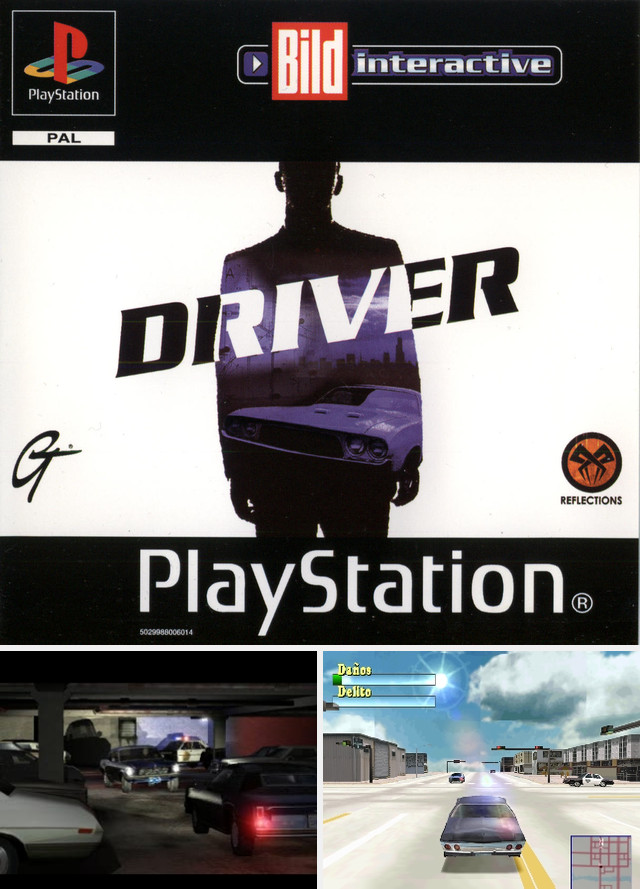 Bild interactive
PlayStation
PAL
DRIVER
REFLECTIONS
PlayStation®
5029988006014
Daños
Delito